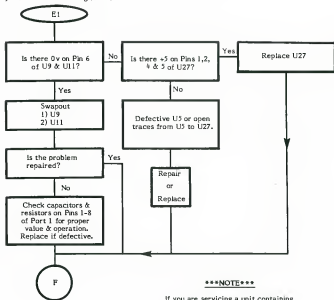 E1
Is there 0v on Pin 6
of U9 & U11?
No
Is there +5 on Pins 1,2,
4 & 5 of U27?
Yes
Replace U27
Yes
No
Swapout
1) U9
2) U11
Defective U5 or open
traces from U5 to U27.
Is the problem
repaired?
Yes
Repair
or
Replace
No
Check capacitors &
resistors on Pins 1-8
of Port 1 for proper
value & operation.
Replace if defective.
F
***NOTE***
If you are servicing a unit containing